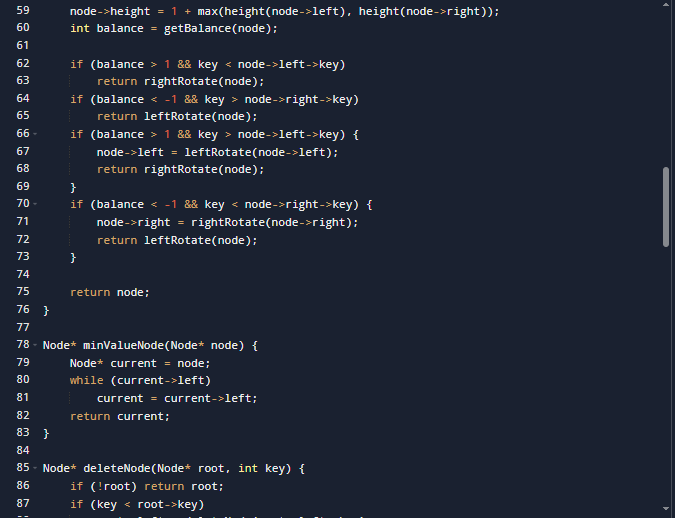 59 node->height = 1 + max(height(node->left), height(node->right));
60 int balance = getBalance(node);
61
62 if (balance > 1 && key < node->left->key)
63 return rightRotate(node);
64 if (balance < -1 && key > node->right->key)
65 return leftRotate(node);
66 if (balance > 1 && key > node->left->key) {
67 node->left = leftRotate(node->left);
68 return rightRotate(node);
69 }
70 if (balance < -1 && key < node->right->key) {
71 node->right = rightRotate(node->right);
72 return leftRotate(node);
73 }
74
75 return node;
76 }
77
78 Node* minValueNode(Node* node) {
79 Node* current = node;
80 while (current->left)
81 current = current->left;
82 return current;
83 }
84
85 Node* deleteNode(Node* root, int key) {
86 if (!root) return root;
87 if (key < root->key)